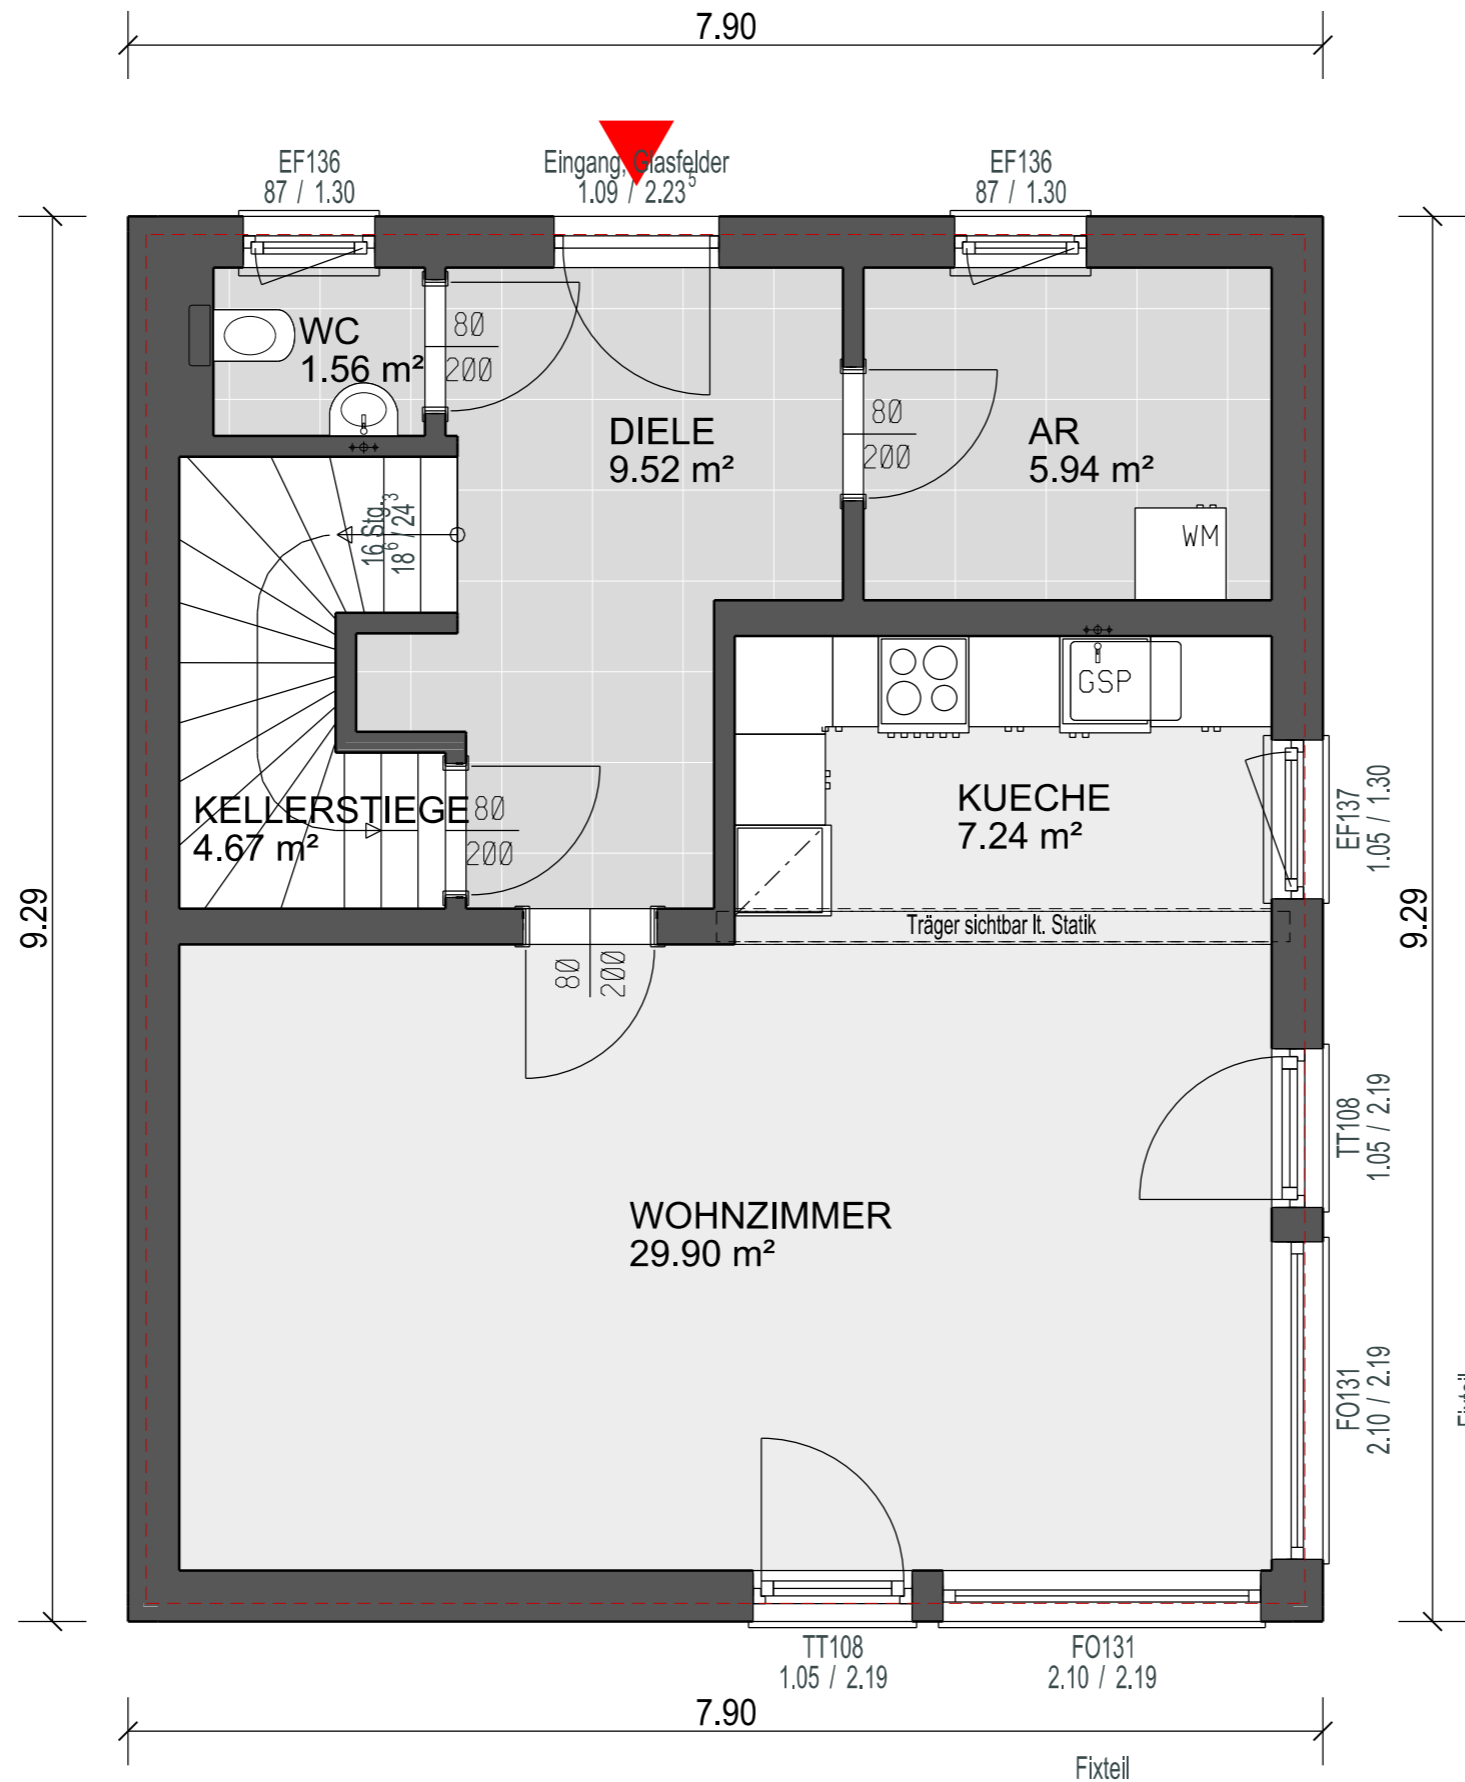 7.90
EF136
87 / 1.30
Eingang, Glasfelder
1.09 / 2.23⁵
EF136
87 / 1.30
WC
1.56 m²
80
200
DIELE
9.52 m²
80
200
AR
5.94 m²
WM
16 Stg.
18⁶ / 24³
GSP
KELLERSTIEGE
4.67 m²
80
200
KUECHE
7.24 m²
EF137
1.05 / 1.30
9.29
9.29
Träger sichtbar lt. Statik
80
200
TT108
1.05 / 2.19
WOHNZIMMER
29.90 m²
FO131
2.10 / 2.19
Fixteil
TT108
1.05 / 2.19
FO131
2.10 / 2.19
7.90
Fixteil